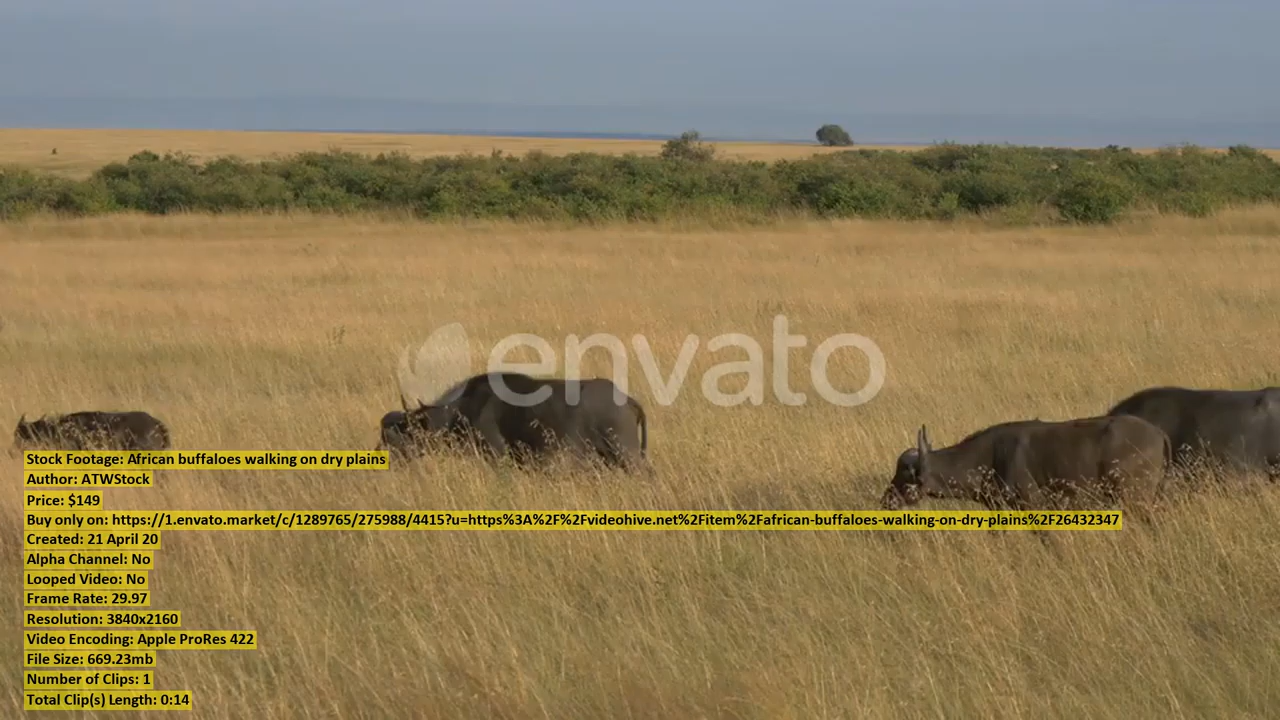 envato
Stock Footage: African buffaloes walking on dry plains
Author: ATWStock
Price: $149
Buy only on: https://1.envato.market/c/1289765/275988/4415?u=https%3A%2F%2Fvideohive.net%2Fitem%2Fafrican-buffaloes-walking-on-dry-plains%2F26432347
Created: 21 April 20
Alpha Channel: No
Looped Video: No
Frame Rate: 29.97
Resolution: 3840x2160
Video Encoding: Apple ProRes 422
File Size: 669.23mb
Number of Clips: 1
Total Clip(s) Length: 0:14